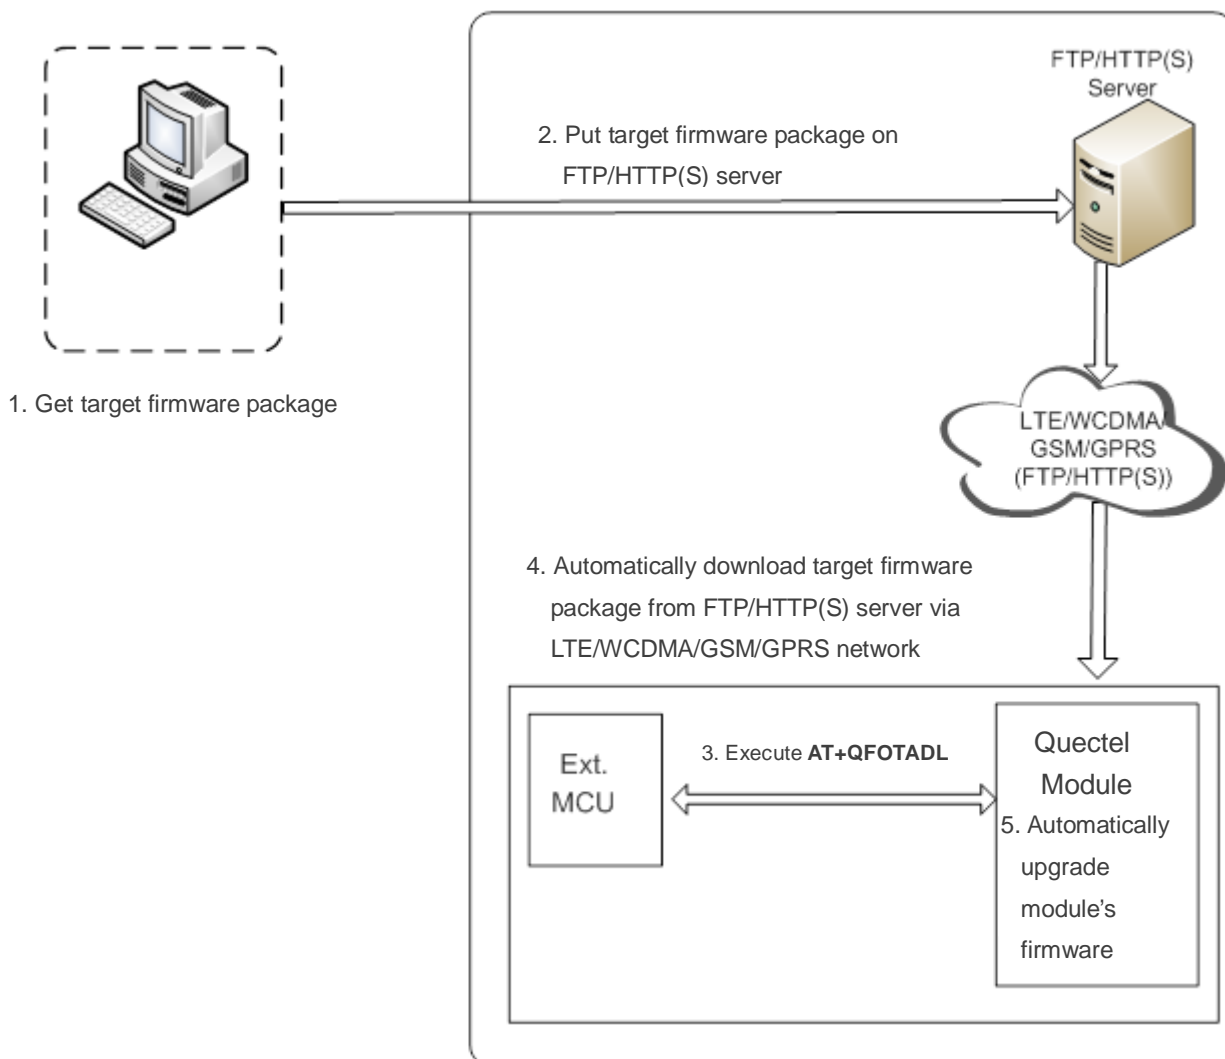 FTP/HTTP(S)
Server
2. Put target firmware package on
FTP/HTTP(S) server
1. Get target firmware package
LTE/WCDMA/
GSM/GPRS
(FTP/HTTP(S))
4. Automatically download target firmware
package from FTP/HTTP(S) server via
LTE/WCDMA/GSM/GPRS network
Ext.
MCU
3. Execute AT+QFOTADL
Quectel
Module
5. Automatically
upgrade
module’s
firmware